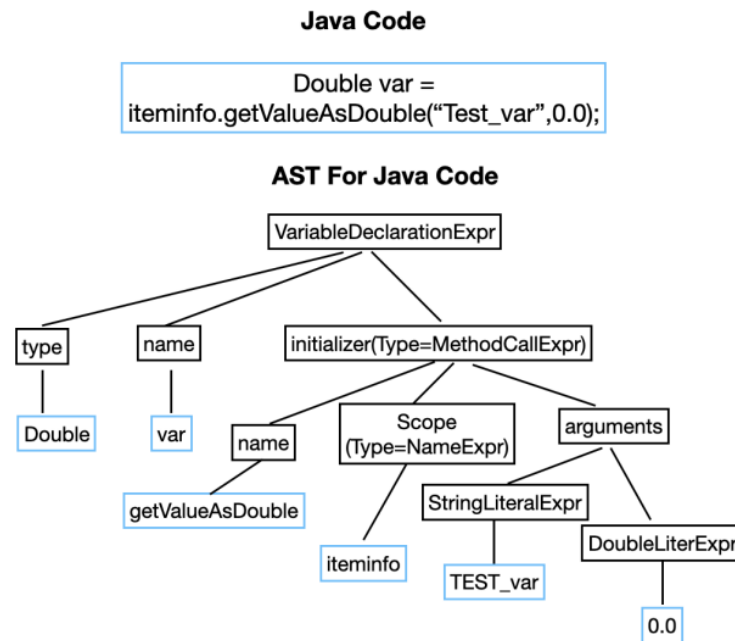 Java Code
Double var =
iteminfo.getValueAsDouble(“Test_var”,0.0);
AST For Java Code
VariableDeclarationExpr
type
name
initializer(Type=MethodCallExpr)
Double
var
name
Scope
(Type=NameExpr)
arguments
getValueAsDouble
StringLiteralExpr
iteminfo
DoubleLiterExpr
TEST_var
0.0